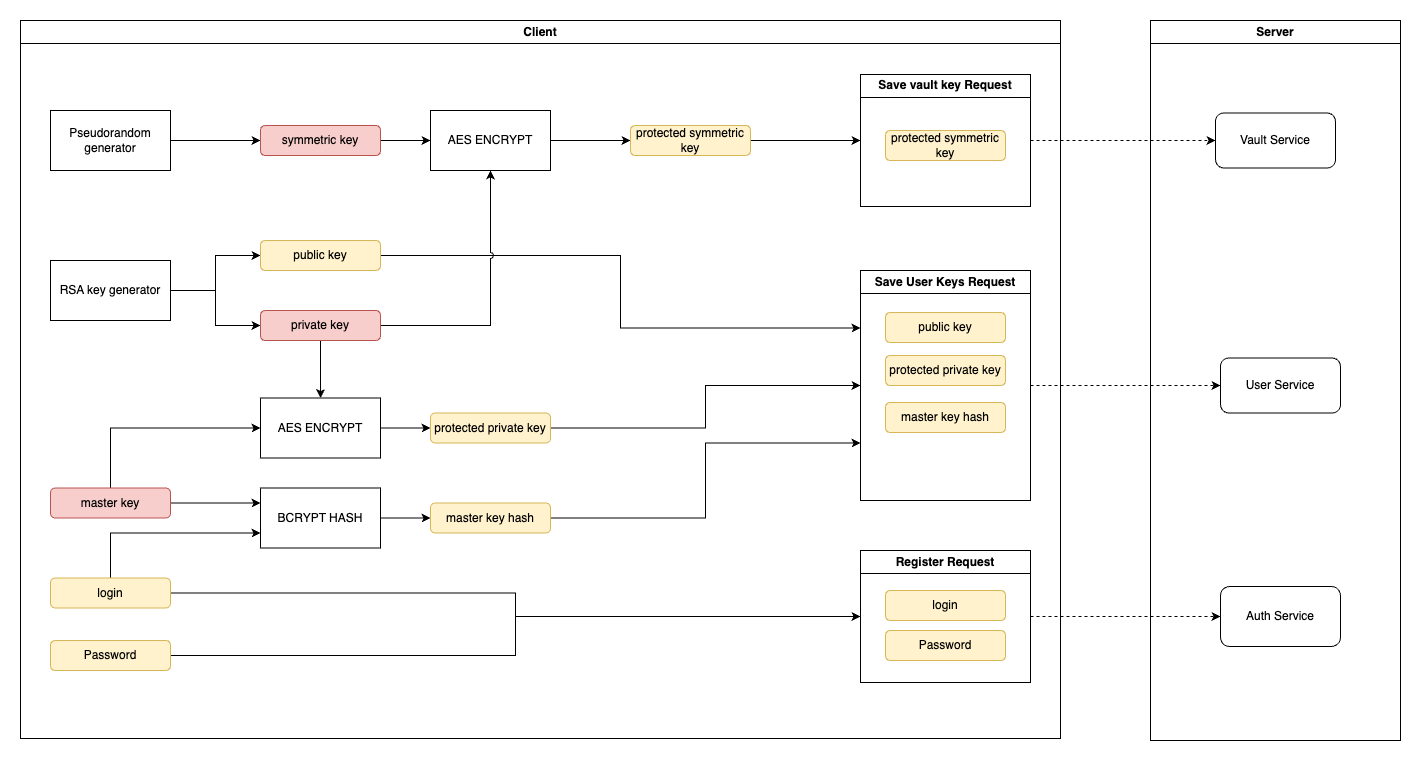 Client
Server
Save vault key Request
Pseudorandom
generator
symmetric key
AES ENCRYPT
protected symmetric
key
protected symmetric
key
Vault Service
public key
RSA key generator
private key
Save User Keys Request
public key
protected private key
master key hash
User Service
AES ENCRYPT
protected private key
master key
BCRYPT HASH
master key hash
Register Request
login
Password
login
Password
Auth Service